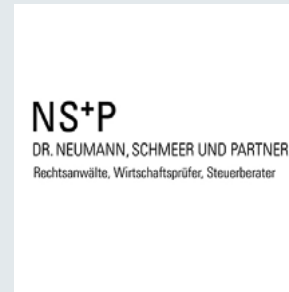 NS+P
DR. NEUMANN, SCHMEER UND PARTNER
Rechtsanwälte, Wirtschaftsprüfer, Steuerberater